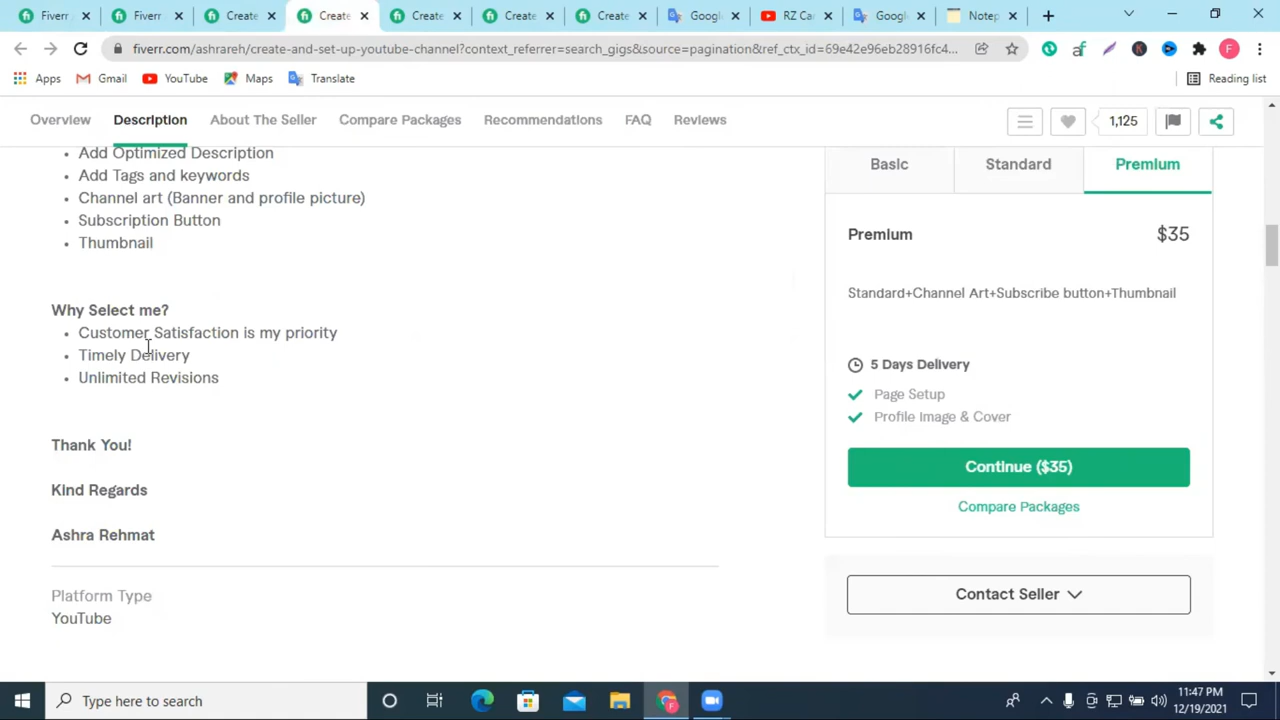 Fiverr
Fiverr
Create
Create
Create
Create
Create
Googl
RZ Car
Googl
Notep
fiverr.com/ashrareh/create-and-set-up-youtube-channel?context_referrer=search_gigs&source=pagination&ref_ctx_id=69e42e96eb28916fc4...
F
Apps
Gmail
YouTube
Maps
Translate
Reading list
Overview
Description
About The Seller
Compare Packages
Recommendations
FAQ
Reviews
1,125
Add Optimized Description
Add Tags and keywords
Channel art (Banner and profile picture)
Subscription Button
Thumbnail
Why Select me?
Customer Satisfaction is my priority
Timely Delivery
Unlimited Revisions
Thank You!
Kind Regards
Ashra Rehmat
Platform Type
YouTube
Basic
Standard
Premium
Premium $35
Standard+Channel Art+Subscribe button+Thumbnail
5 Days Delivery
Page Setup
Profile Image & Cover
Continue ($35)
Compare Packages
Contact Seller
Type here to search
11:47 PM
12/19/2021